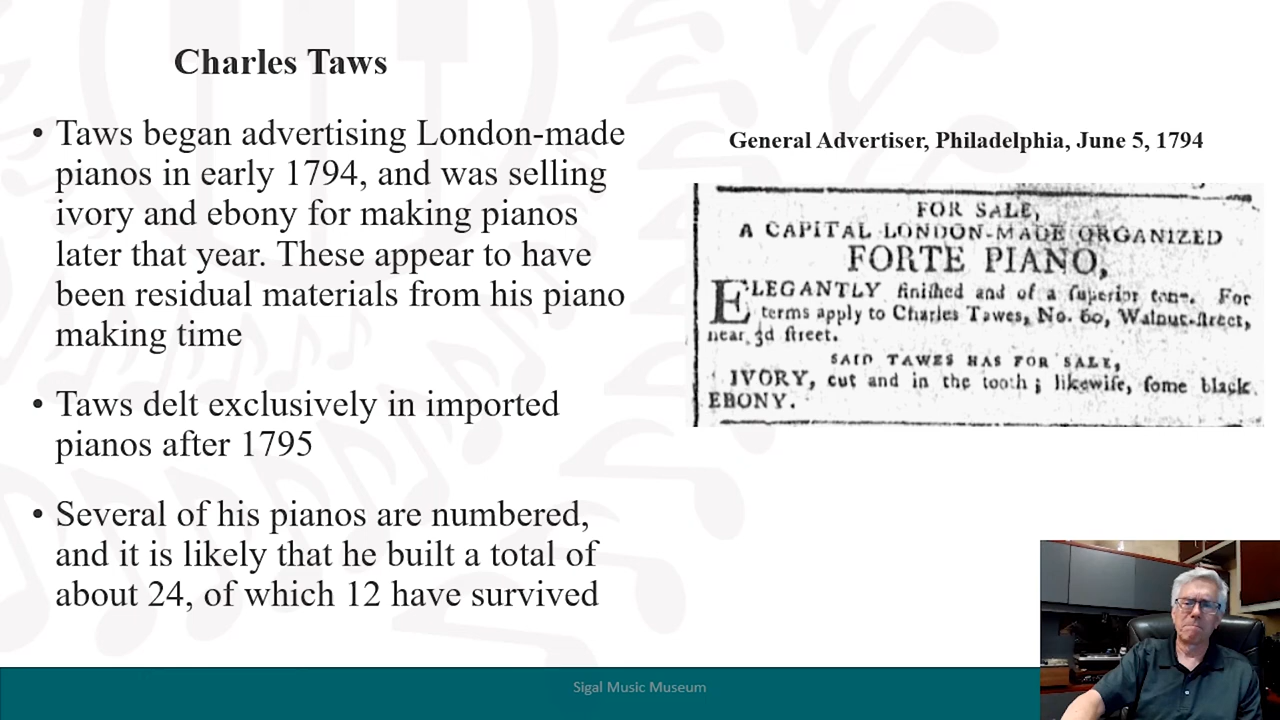 Charles Taws
• Taws began advertising London-made
pianos in early 1794, and was selling
ivory and ebony for making pianos
later that year. These appear to have
been residual materials from his piano
making time
• Taws delt exclusively in imported
pianos after 1795
• Several of his pianos are numbered,
and it is likely that he built a total of
about 24, of which 12 have survived
General Advertiser, Philadelphia, June 5, 1794
FOR SALE,
A CAPITAL LONDON-MADE ORGANIZED
FORTE PIANO,
ELEGANTLY finiſhed and of a ſuperior tone. For
terms apply to Charles Tawes, No. 60, Walnut-ſtreet,
near 3d ſtreet.
SAID TAWES HAS FOR SALE,
IVORY, cut and in the tooth; likewiſe, ſome black
EBONY.
Sigal Music Museum